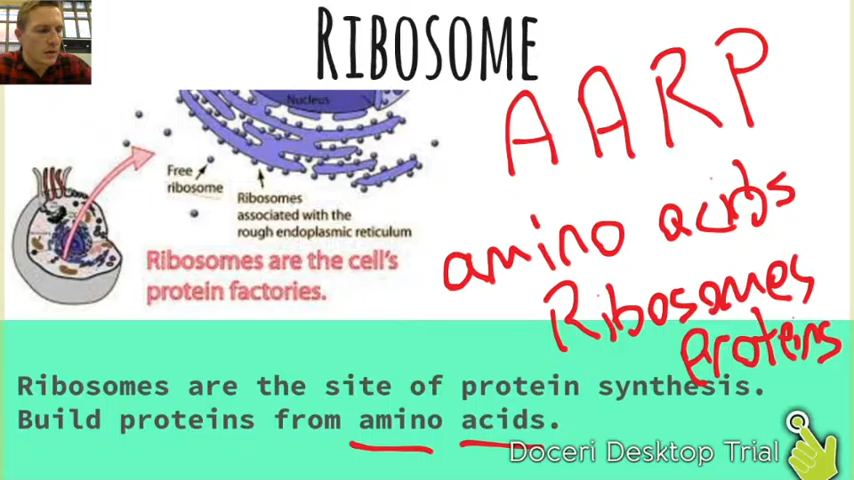 RIBOSOME
AARP
Nucleus
Free
ribosome
Ribosomes
associated with the
rough endoplasmic reticulum
amino acids
Ribosomes are the cell's
protein factories.
Ribosomes
Proteins
Ribosomes are the site of protein synthesis.
Build proteins from amino acids.
Doceri Desktop Trial